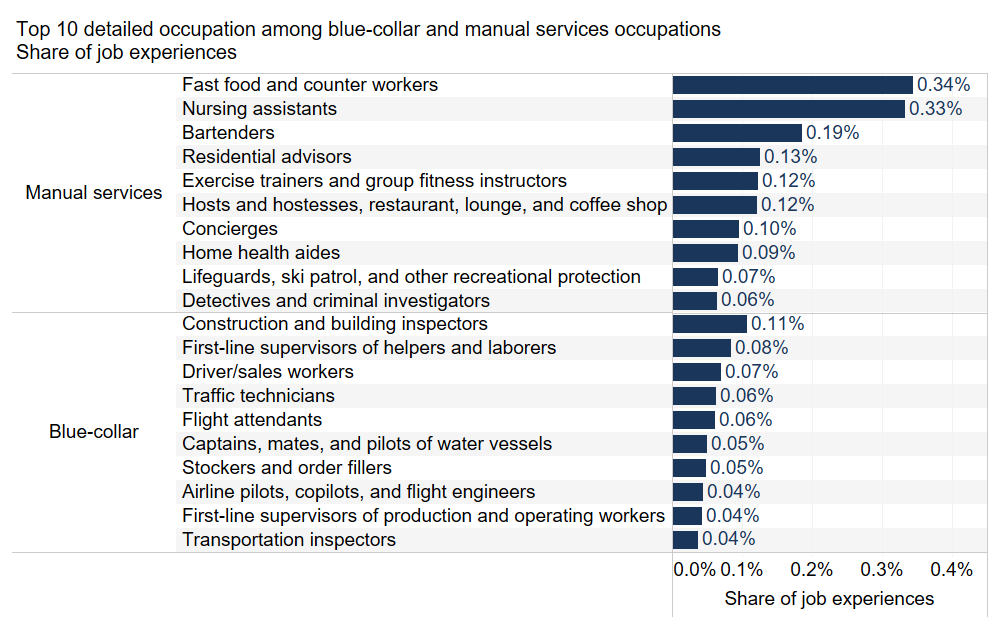 Top 10 detailed occupation among blue-collar and manual services occupations
Share of job experiences
Manual services
Fast food and counter workers 0.34%
Nursing assistants 0.33%
Bartenders 0.19%
Residential advisors 0.13%
Exercise trainers and group fitness instructors 0.12%
Hosts and hostesses, restaurant, lounge, and coffee shop 0.12%
Concierges 0.10%
Home health aides 0.09%
Lifeguards, ski patrol, and other recreational protection 0.07%
Detectives and criminal investigators 0.06%
Blue-collar
Construction and building inspectors 0.11%
First-line supervisors of helpers and laborers 0.08%
Driver/sales workers 0.07%
Traffic technicians 0.06%
Flight attendants 0.06%
Captains, mates, and pilots of water vessels 0.05%
Stockers and order fillers 0.05%
Airline pilots, copilots, and flight engineers 0.04%
First-line supervisors of production and operating workers 0.04%
Transportation inspectors 0.04%
0.0% 0.1% 0.2% 0.3% 0.4%
Share of job experiences